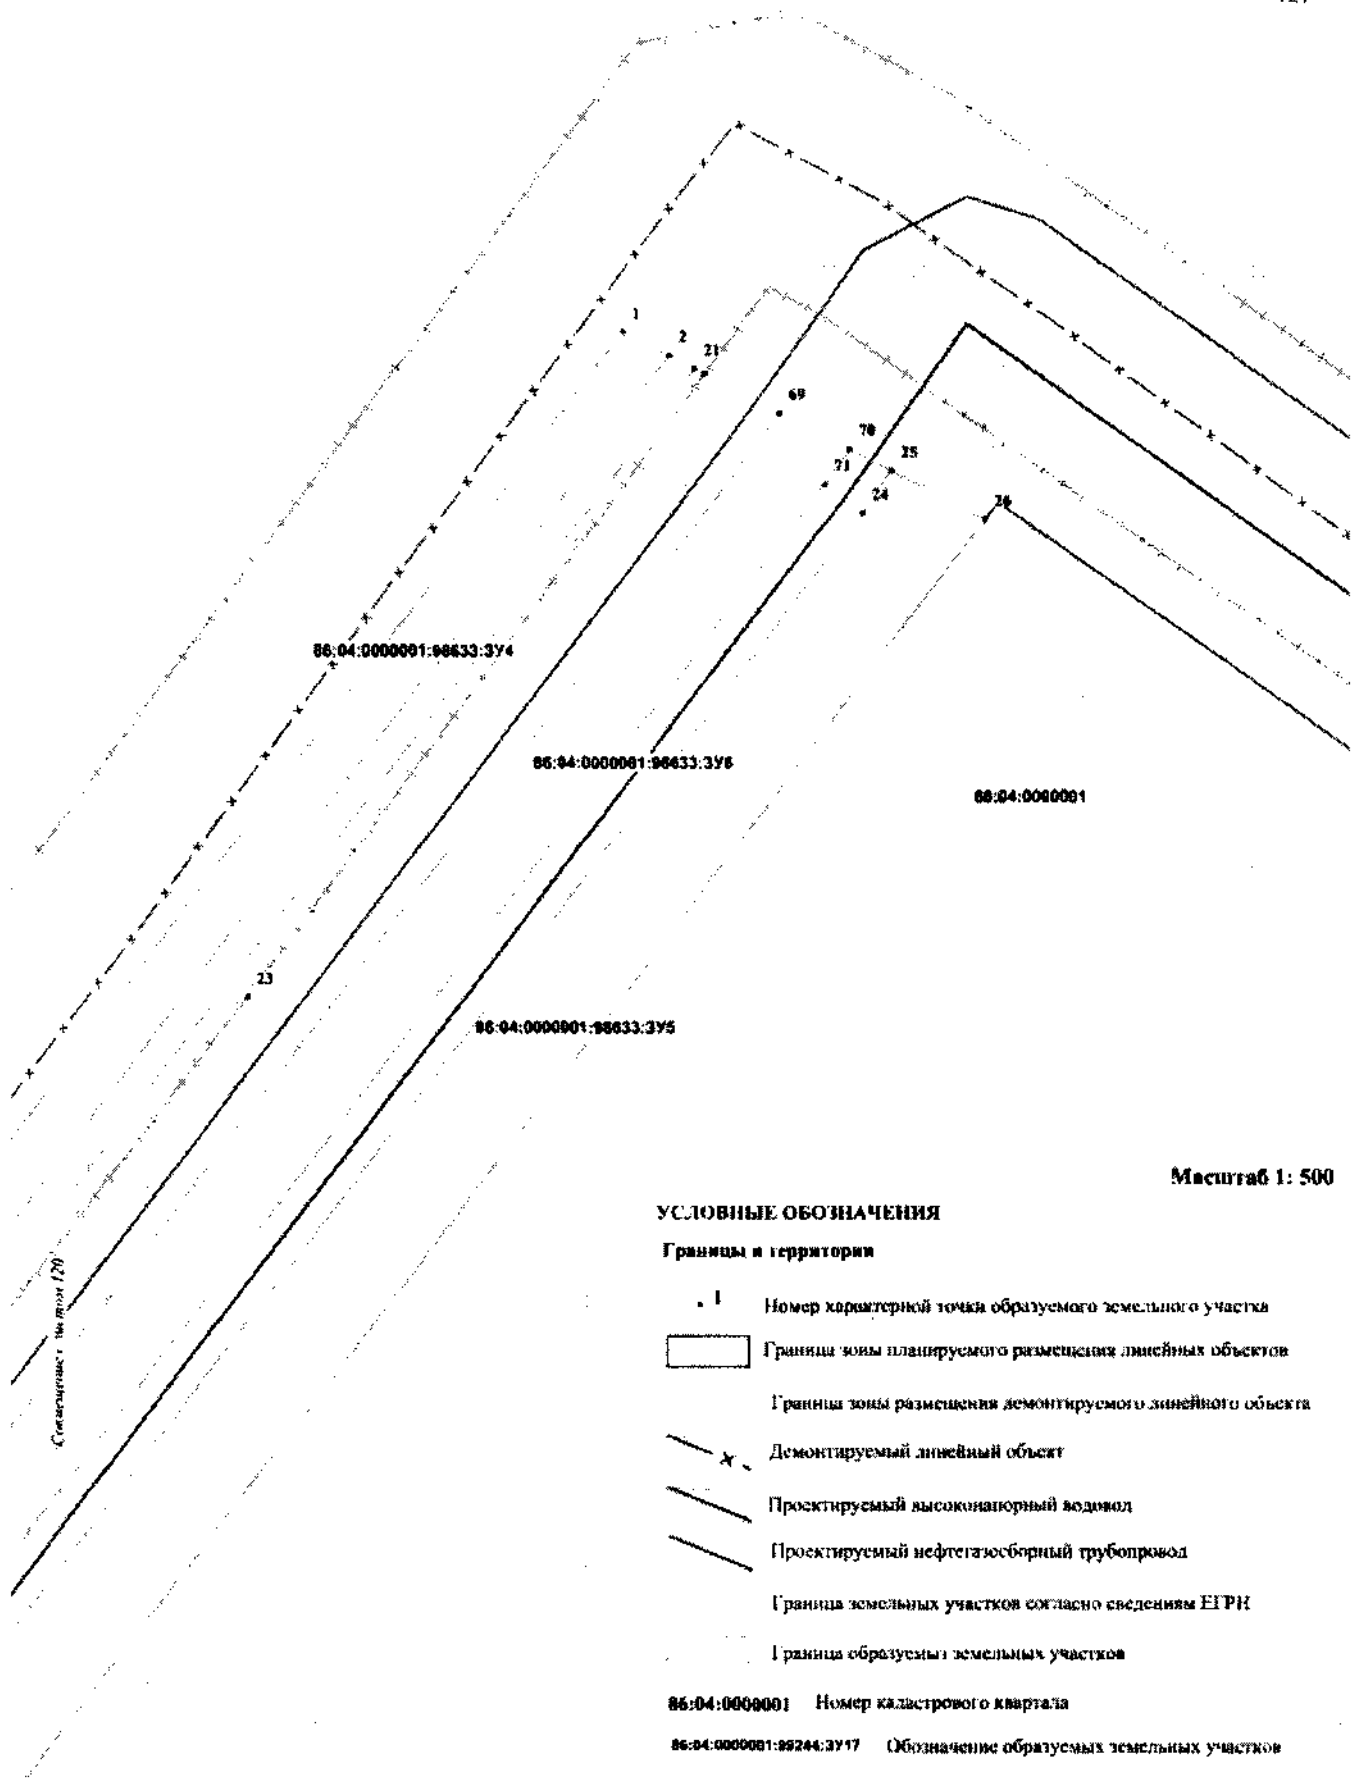 1
2
21
69
70
71
25
24
26
86:04:0000001:98633:ЗУ4
86:04:0000001:98633:ЗУ6
86:04:0000001
23
86:04:0000001:98633:ЗУ5
Масштаб 1: 500
УСЛОВНЫЕ ОБОЗНАЧЕНИЯ
Границы и территории
1 Номер характерной точки образуемого земельного участка
Граница зоны планируемого размещения линейных объектов
Граница зоны размещения демонтируемого линейного объекта
Демонтируемый линейный объект
Проектируемый высоконапорный водовод
Проектируемый нефтегазосборный трубопровод
Граница земельных участков согласно сведениям ЕГРН
Граница образуемых земельных участков
86:04:0000001 Номер кадастрового квартала
86:04:0000001:99244:ЗУ17 Обозначение образуемых земельных участков